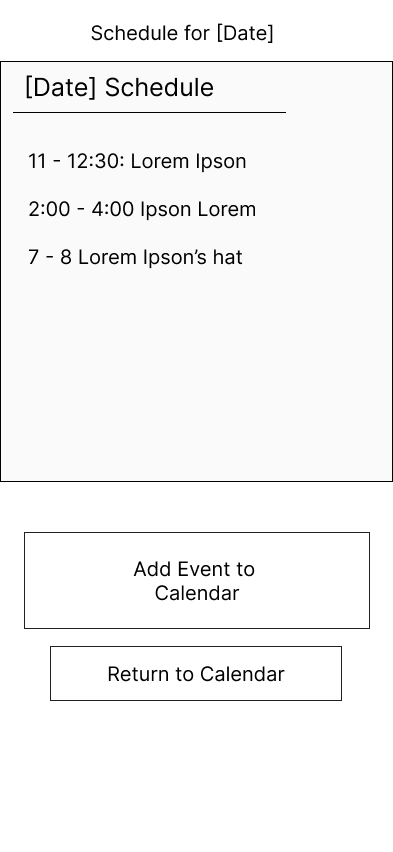 Schedule for [Date]
[Date] Schedule
11 - 12:30: Lorem Ipson
2:00 - 4:00 Ipson Lorem
7 - 8 Lorem Ipson’s hat
Add Event to
Calendar
Return to Calendar